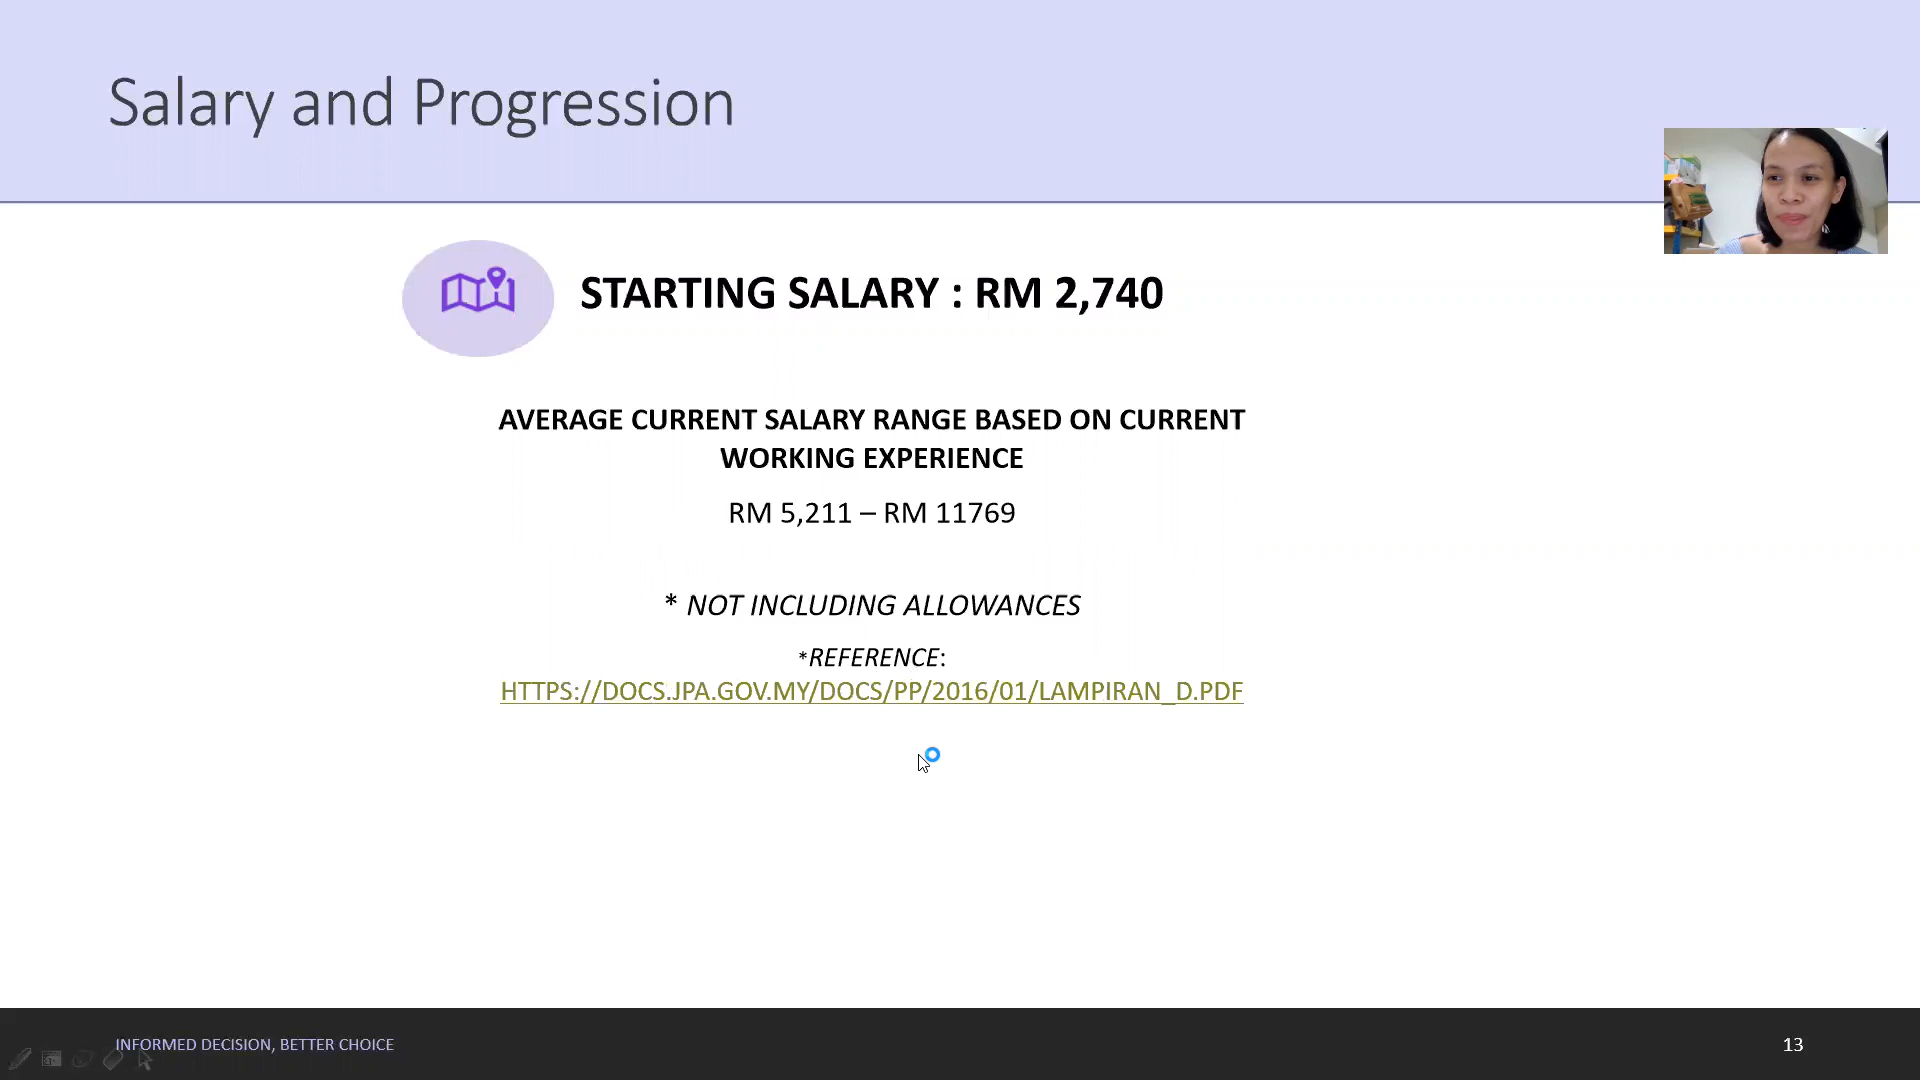 Salary and Progression
STARTING SALARY : RM 2,740
AVERAGE CURRENT SALARY RANGE BASED ON CURRENT
WORKING EXPERIENCE
RM 5,211 – RM 11769
* NOT INCLUDING ALLOWANCES
*REFERENCE:
HTTPS://DOCS.JPA.GOV.MY/DOCS/PP/2016/01/LAMPIRAN_D.PDF
INFORMED DECISION, BETTER CHOICE
13